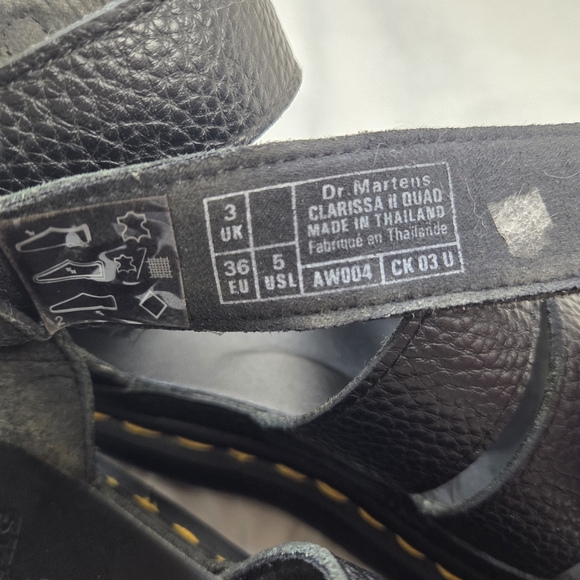 3
UK
36
EU
5
USL
Dr. Martens
CLARISSA II QUAD
MADE IN THAILAND
Fabriqué en Thaïlande
AW004
CK 03 U